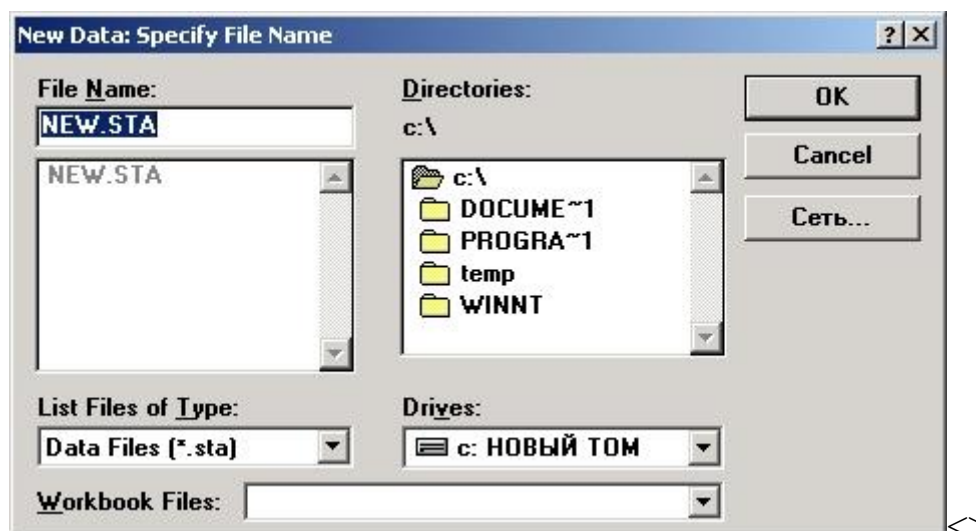 New Data: Specify File Name
File Name:
NEW.STA
NEW.STA
Directories:
c:\
c:\
DOCUME~1
PROGRA~1
temp
WINNT
OK
Cancel
Сеть...
List Files of Type:
Data Files (*.sta)
Drives:
c: НОВЫЙ ТОМ
Workbook Files:
<>